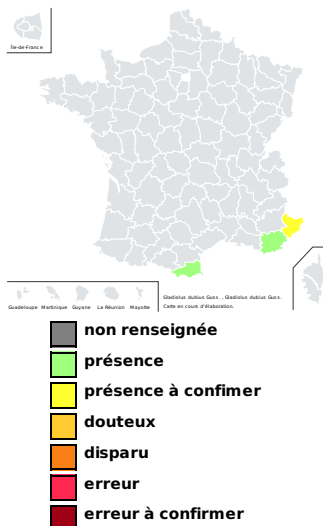 Île-de-France
Guadeloupe Martinique Guyane La Réunion Mayotte
Gladiolus dubius Guss. , Gladiolus dubius Guss.
Carte en cours d'élaboration.
non renseignée
présence
présence à confimer
douteux
disparu
erreur
erreur à confirmer